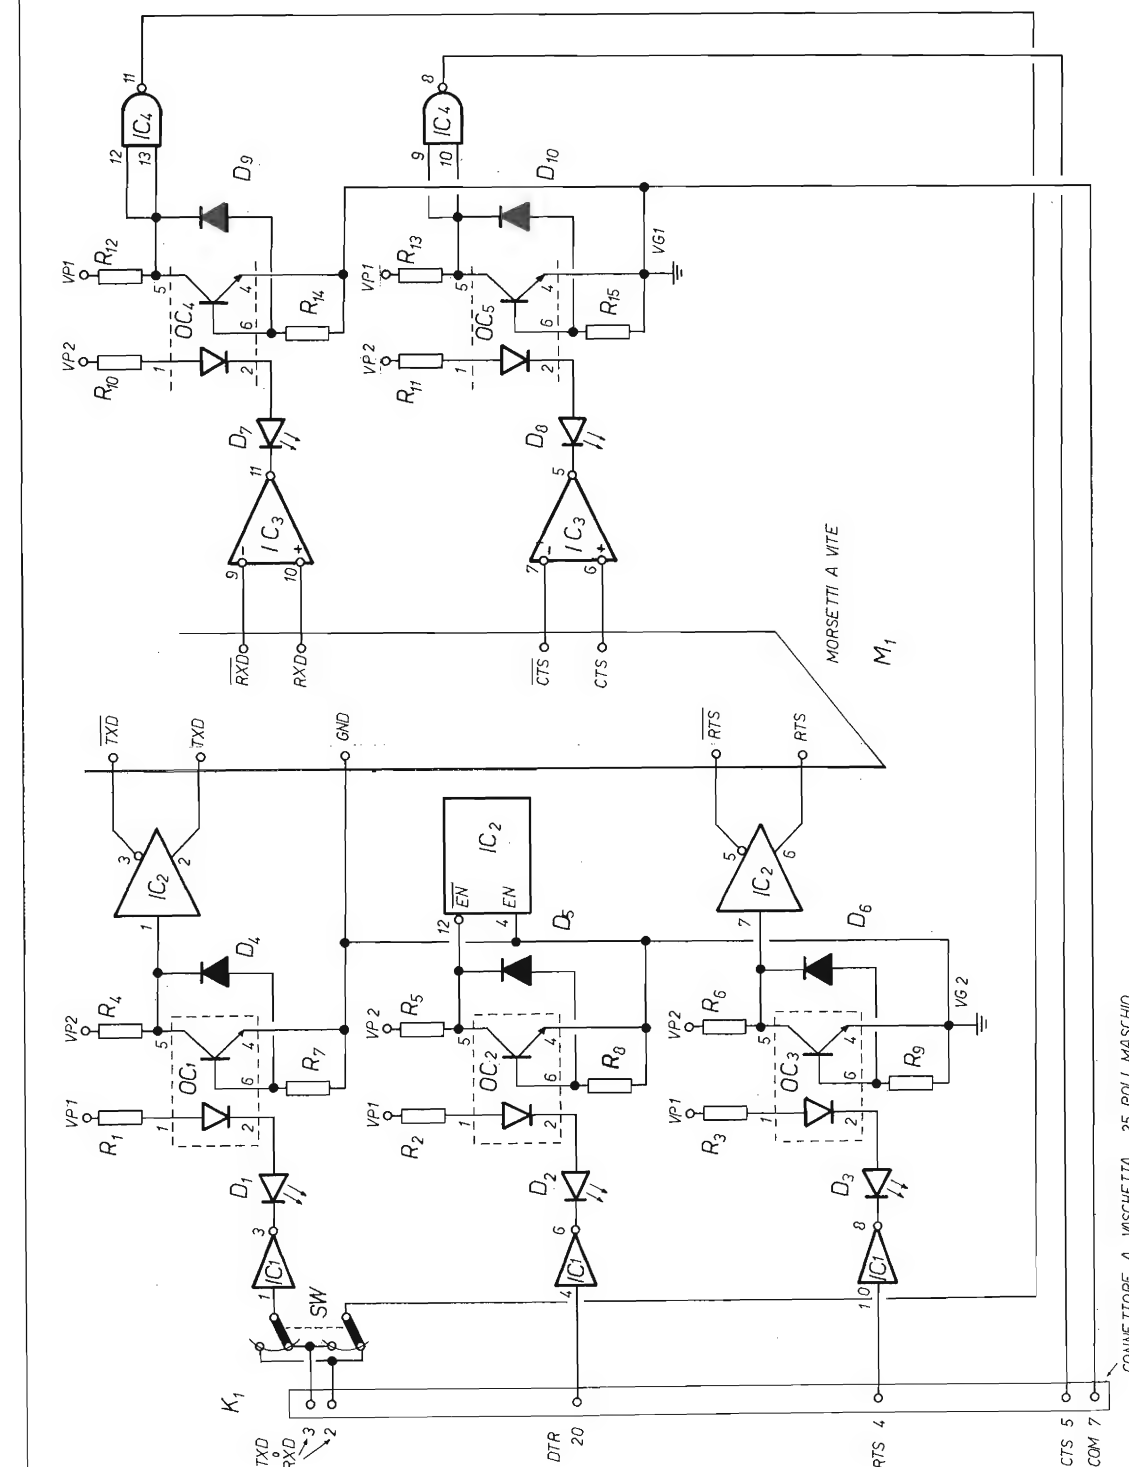 11
IC4
12
13
D9
VP1
R12
5
OC4
4
6
R14
VP2
R10
1
2
D7
11
IC3
-
+
9
10
RXD
RXD
8
IC4
9
10
D10
VP1
R13
5
OC5
4
6
R15
VG1
VP2
R11
1
2
D8
5
IC3
-
+
7
6
CTS
CTS
MORSETTI A VITE
M1
TXD
TXD
GND
RTS
RTS
3
2
IC2
1
D4
VP2
R4
5
OC1
4
6
R7
VP1
R1
1
2
D1
3
IC1
1
SW
IC2
EN
EN
12
4
D5
VP2
R5
5
OC2
4
6
R8
VP1
R2
1
2
D2
6
IC1
4
5
6
IC2
7
D6
VP2
R6
5
OC3
4
6
R9
VG2
VP1
R3
1
2
D3
8
IC1
10
K1
TXD
O
RXD
3
2
DTR 20
RTS 4
CTS 5
COM 7
CONNETTORE A VASCHETTA 25 POLI MASCHIO